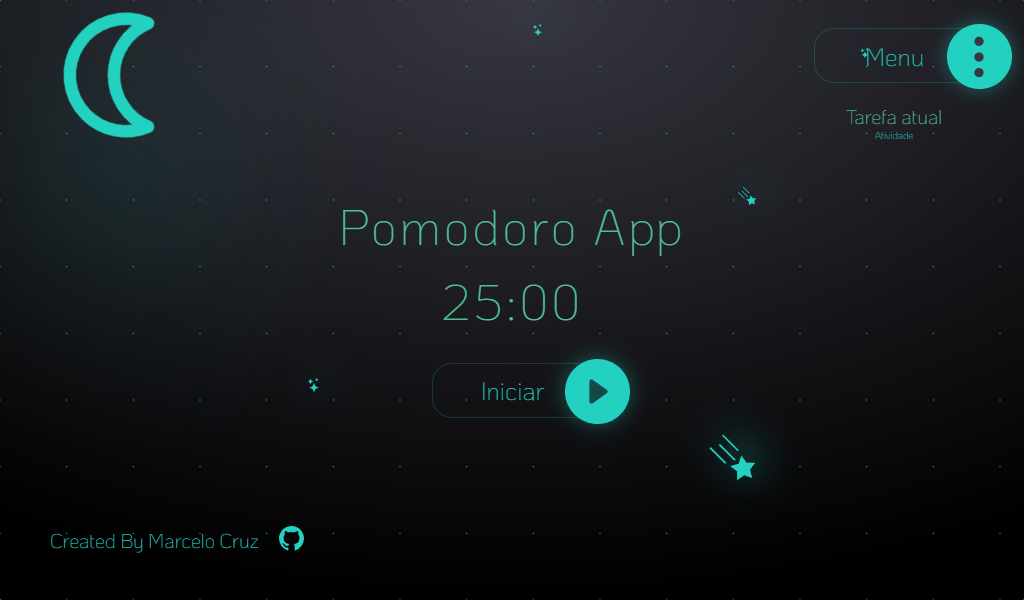 Menu
Tarefa atual
Atividade
Pomodoro App
25:00
Iniciar
Created By Marcelo Cruz